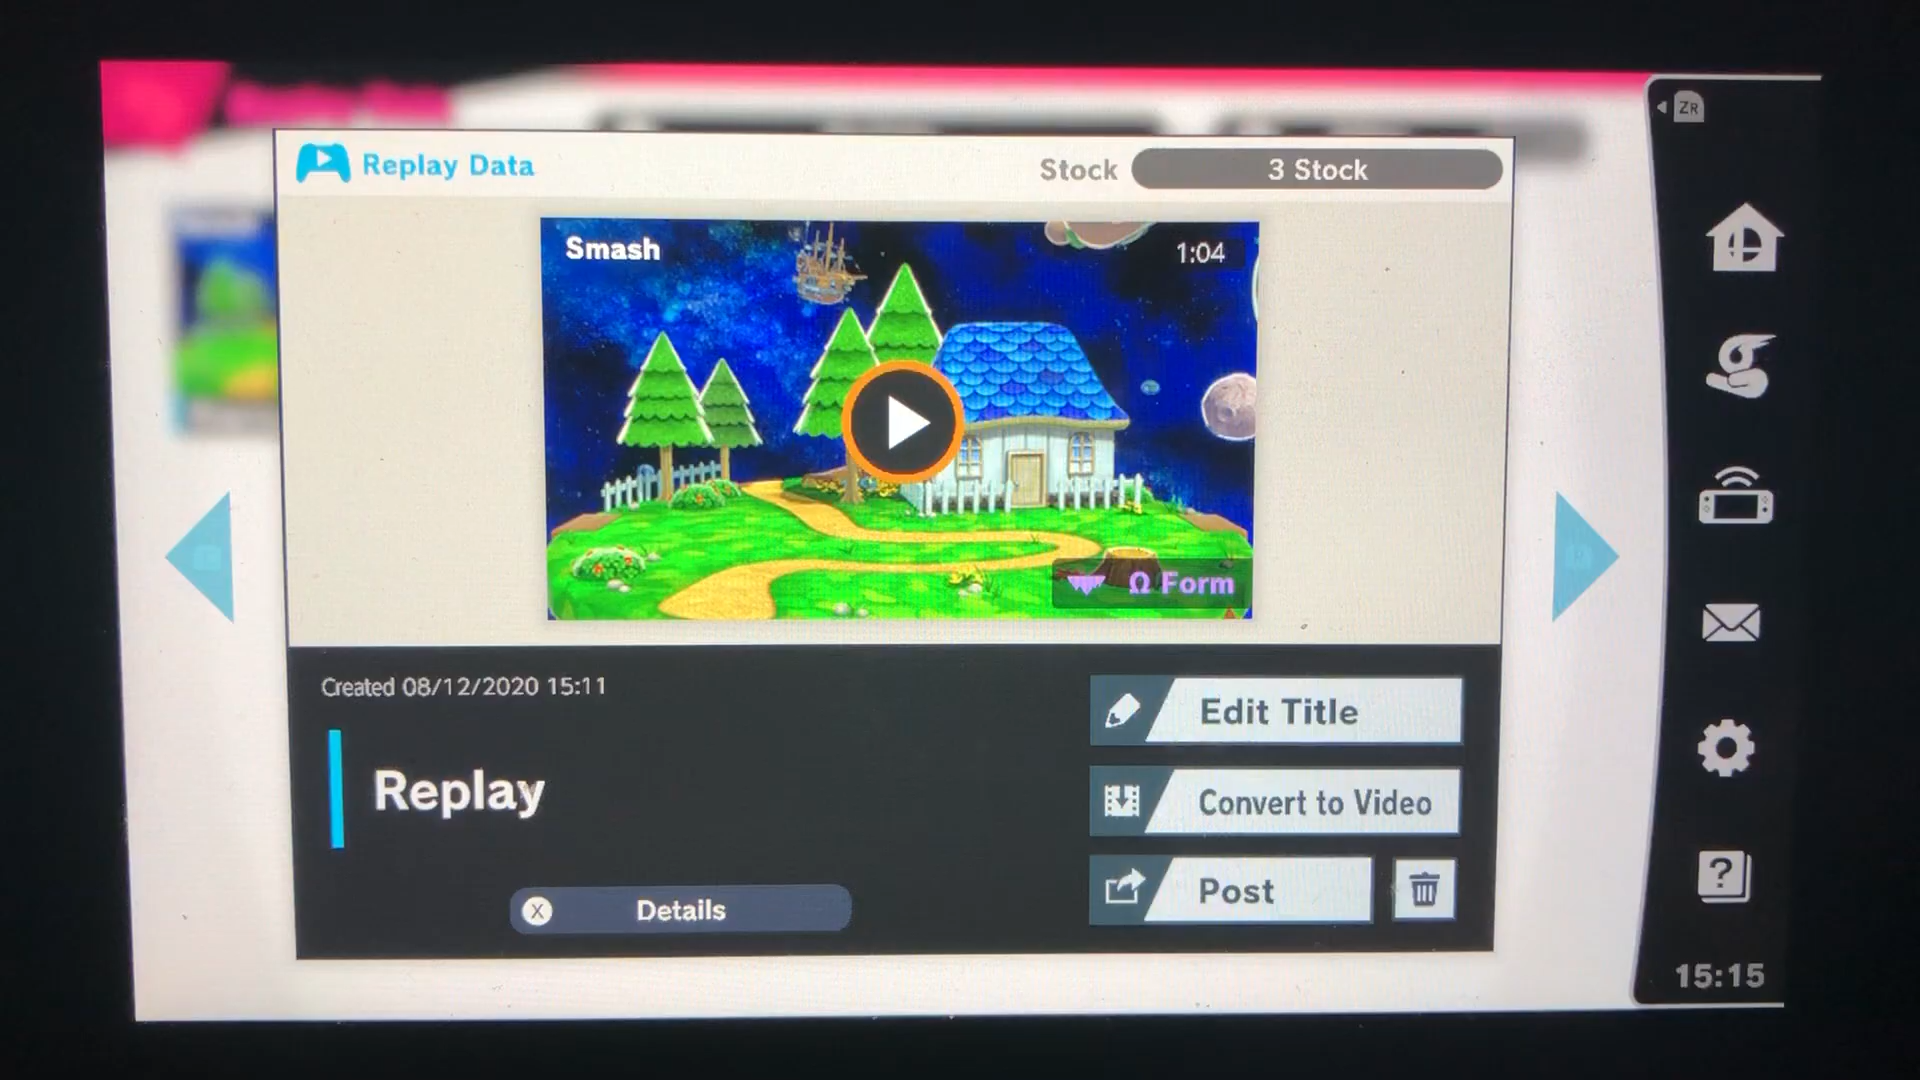 ZR
Replay Data
Stock
3 Stock
Smash
1:04
Ω Form
Created 08/12/2020 15:11
Edit Title
Replay
Convert to Video
Post
X
Details
?
15:15